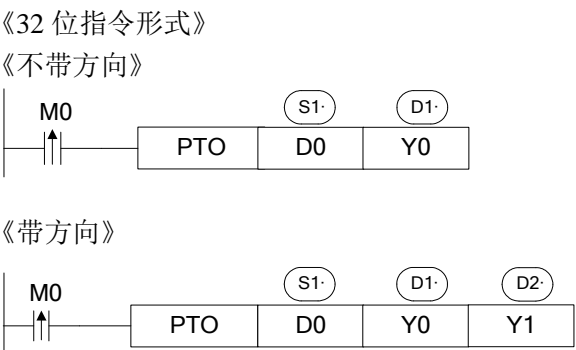 《32 位指令形式》
《不带方向》
M0 S1· D1·
PTO D0 Y0
《带方向》
M0 S1· D1· D2·
PTO D0 Y0 Y1